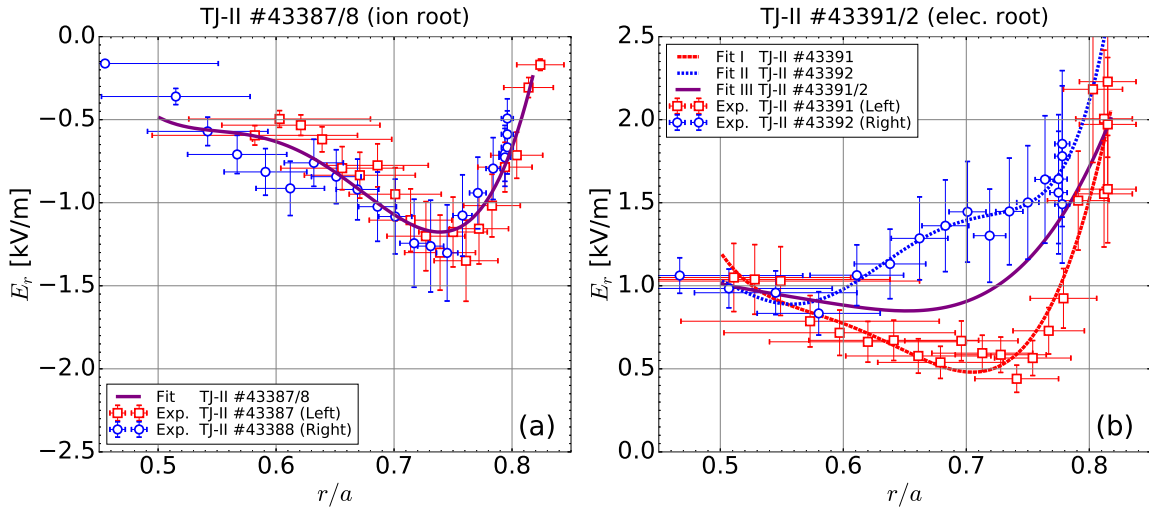 TJ-II #43387/8 (ion root)
0.0
−0.5
−1.0
−1.5
−2.0
−2.5
E_r [kV/m]
Fit TJ-II #43387/8
Exp. TJ-II #43387 (Left)
Exp. TJ-II #43388 (Right)
(a)
0.5 0.6 0.7 0.8
r/a
TJ-II #43391/2 (elec. root)
2.5
2.0
1.5
1.0
0.5
0.0
E_r [kV/m]
Fit I TJ-II #43391
Fit II TJ-II #43392
Fit III TJ-II #43391/2
Exp. TJ-II #43391 (Left)
Exp. TJ-II #43392 (Right)
(b)
0.5 0.6 0.7 0.8
r/a